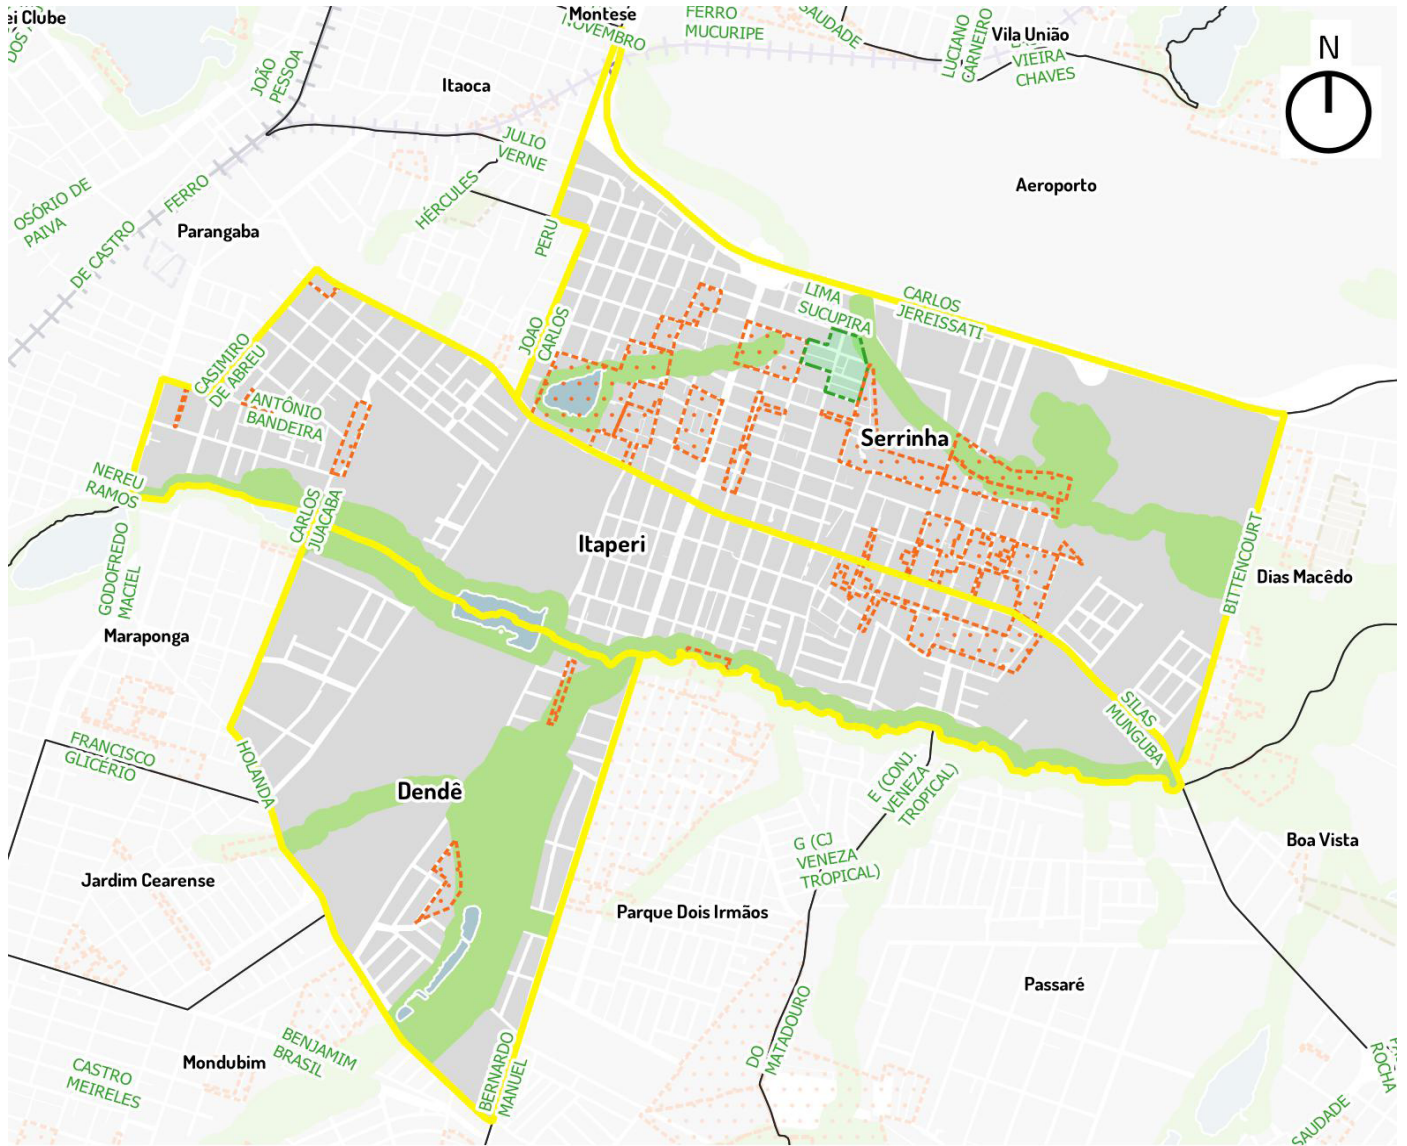 ei Clube
DOS
JOÃO
PESSOA
Montese
NOVEMBRO
FERRO
MUCURIPE
SAUDADE
LUCIANO
CARNEIRO
Vila União
VIEIRA
CHAVES
N
Itaoca
JULIO
VERNE
HÉRCULES
Aeroporto
OSÓRIO DE
PAIVA
DE CASTRO
FERRO
Parangaba
PERU
JOAO
CARLOS
LIMA
SUCUPIRA
CARLOS
JEREISSATI
CASIMIRO
DE ABREU
ANTÔNIO
BANDEIRA
Serrinha
NEREU
RAMOS
CARLOS
JUACABA
Itaperi
GODOFREDO
MACIEL
BITTENCOURT
Dias Macêdo
Maraponga
SILAS
MUNGUBA
FRANCISCO
GLICÉRIO
HOLANDA
Dendê
E (CONJ.
VENEZA
TROPICAL)
G (CJ
VENEZA
TROPICAL)
Boa Vista
Jardim Cearense
Parque Dois Irmãos
Passaré
DO
MATADOURO
Mondubim
BENJAMIM
BRASIL
CASTRO
MEIRELES
BERNARDO
MANUEL
ROCHA
SAUDADE